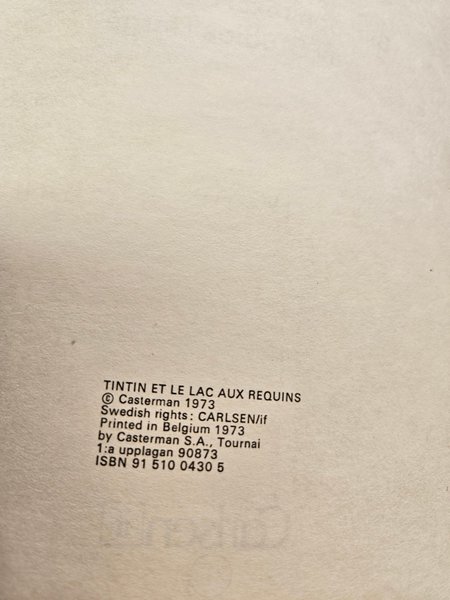 TINTIN ET LE LAC AUX REQUINS
© Casterman 1973
Swedish rights: CARLSEN/if
Printed in Belgium 1973
by Casterman S.A., Tournai
1:a upplagan 90873
ISBN 91 510 0430 5